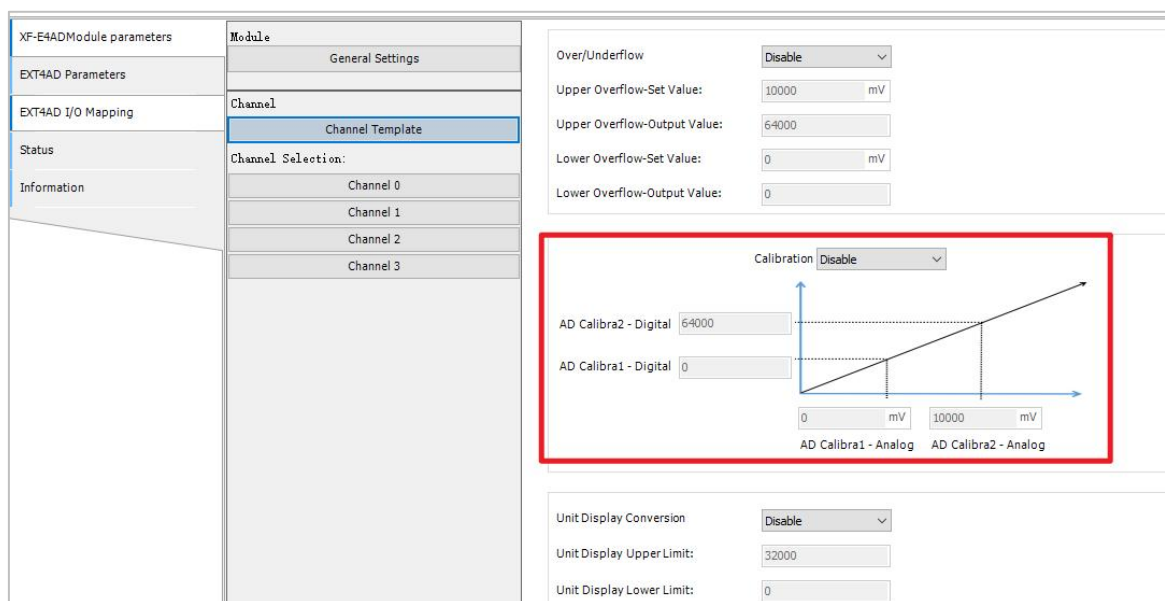 XF-E4ADModule parameters
EXT4AD Parameters
EXT4AD I/O Mapping
Status
Information
Module
General Settings
Channel
Channel Template
Channel Selection:
Channel 0
Channel 1
Channel 2
Channel 3
Over/Underflow Disable
Upper Overflow-Set Value: 10000 mV
Upper Overflow-Output Value: 64000
Lower Overflow-Set Value: 0 mV
Lower Overflow-Output Value: 0
Calibration Disable
AD Calibra2 - Digital 64000
AD Calibra1 - Digital 0
0 mV 10000 mV
AD Calibra1 - Analog AD Calibra2 - Analog
Unit Display Conversion Disable
Unit Display Upper Limit: 32000
Unit Display Lower Limit: 0